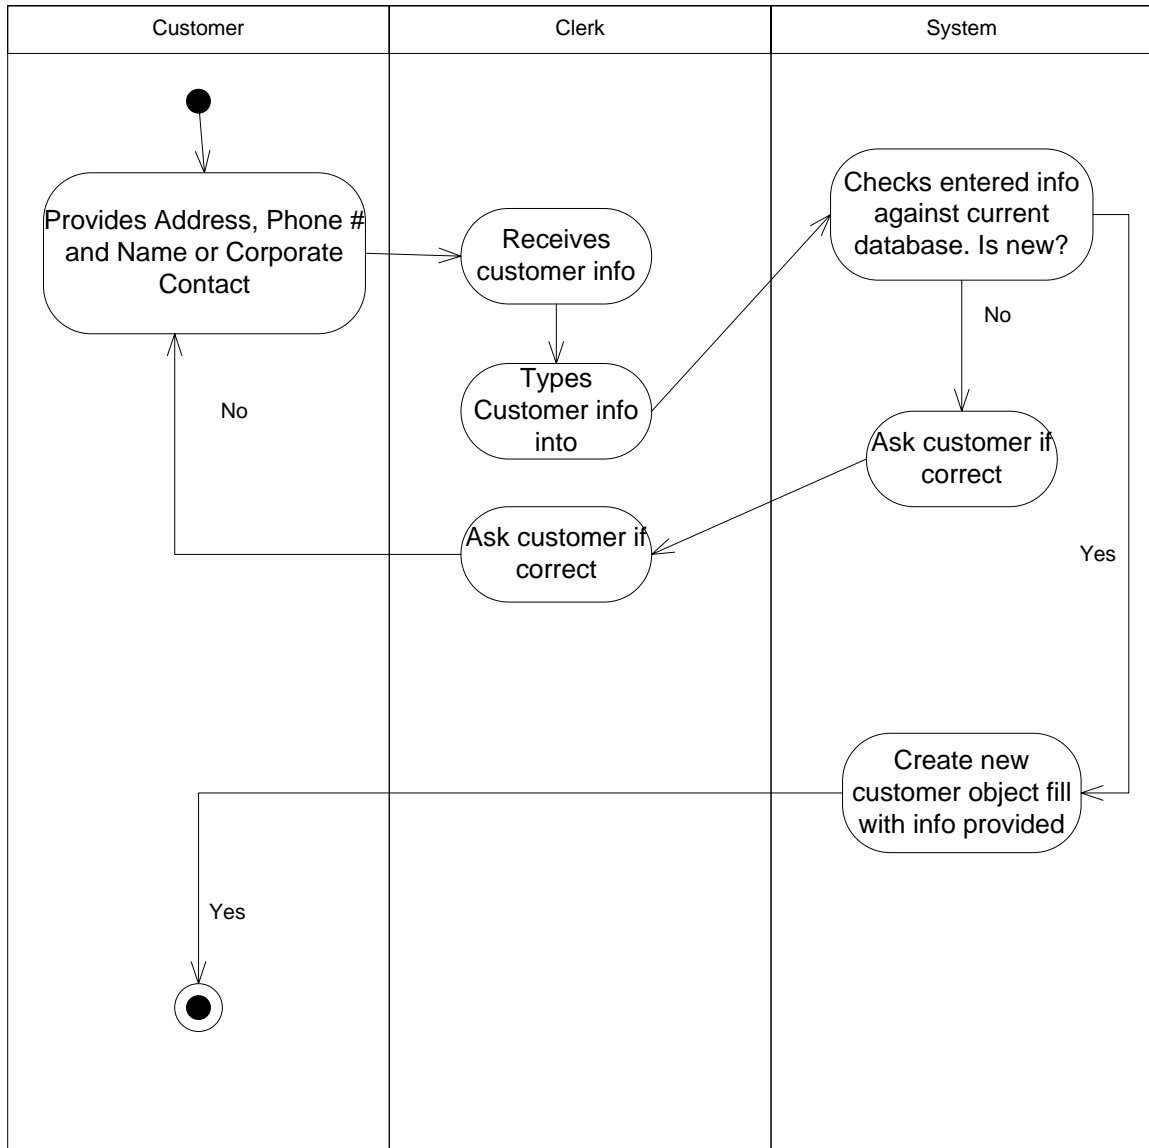 Customer
Clerk
System
Provides Address, Phone #
and Name or Corporate
Contact
Receives
customer info
Checks entered info
against current
database. Is new?
No
Types
Customer info
into
No
Ask customer if
correct
Ask customer if
correct
Yes
Create new
customer object fill
with info provided
Yes